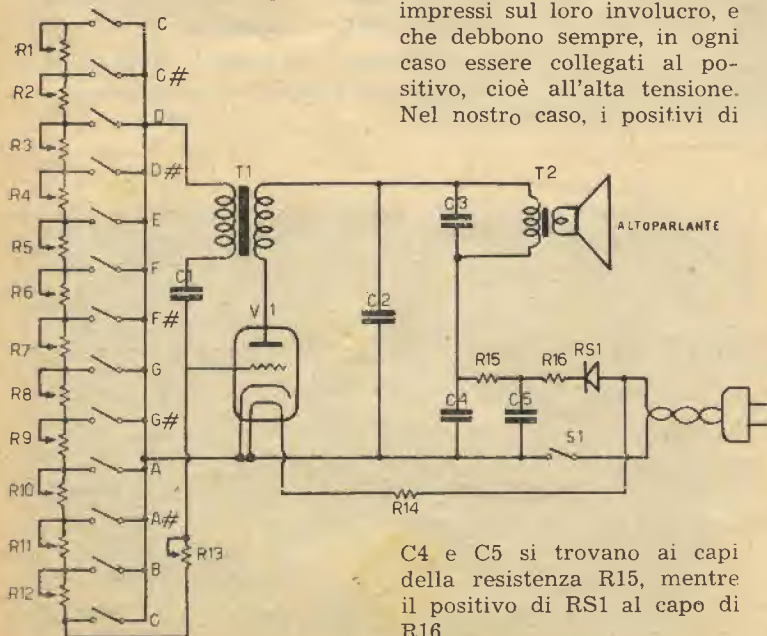 impressi sul loro involucro, e
che debbono sempre, in ogni
caso essere collegati al po-
sitivo, cioè all'alta tensione.
Nel nostro caso, i positivi di
C
R1
C#
R2
D
R3
D#
R4
E
R5
F
R6
F#
R7
G
R8
G#
R9
A
R10
A#
R11
B
R12
C
R13
C1
T1
V1
C2
C3
T2
ALTOPARLANTE
R15
R16
RS1
C4
C5
S1
R14
C4 e C5 si trovano ai capi
della resistenza R15, mentre
il positivo di RS1 al capo di
R16